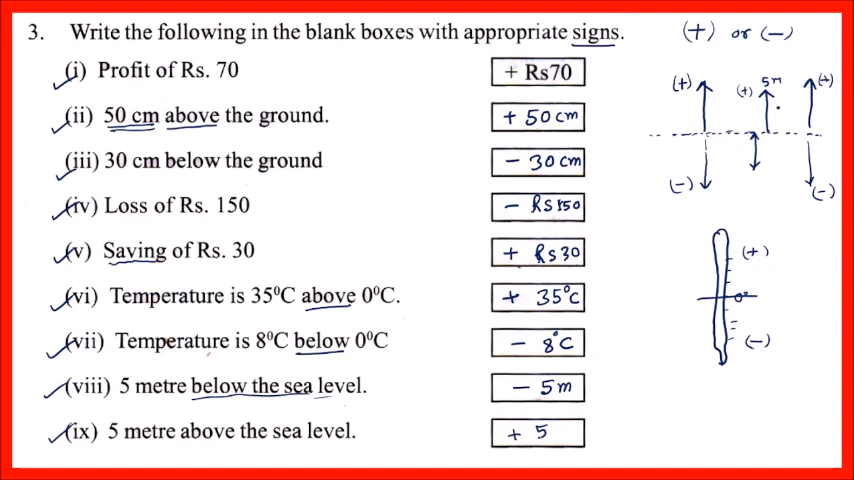 3. Write the following in the blank boxes with appropriate signs. (+) or (−)
(i) Profit of Rs. 70 + Rs70
(ii) 50 cm above the ground. + 50 cm
(iii) 30 cm below the ground − 30 cm
(iv) Loss of Rs. 150 − Rs 150
(v) Saving of Rs. 30 + Rs 30
(vi) Temperature is 35⁰C above 0⁰C. + 35°C
(vii) Temperature is 8⁰C below 0⁰C − 8°C
(viii) 5 metre below the sea level. − 5m
(ix) 5 metre above the sea level. + 5
(+) (+) 5m (+)
(−) (−)
(+)
0°
(−)